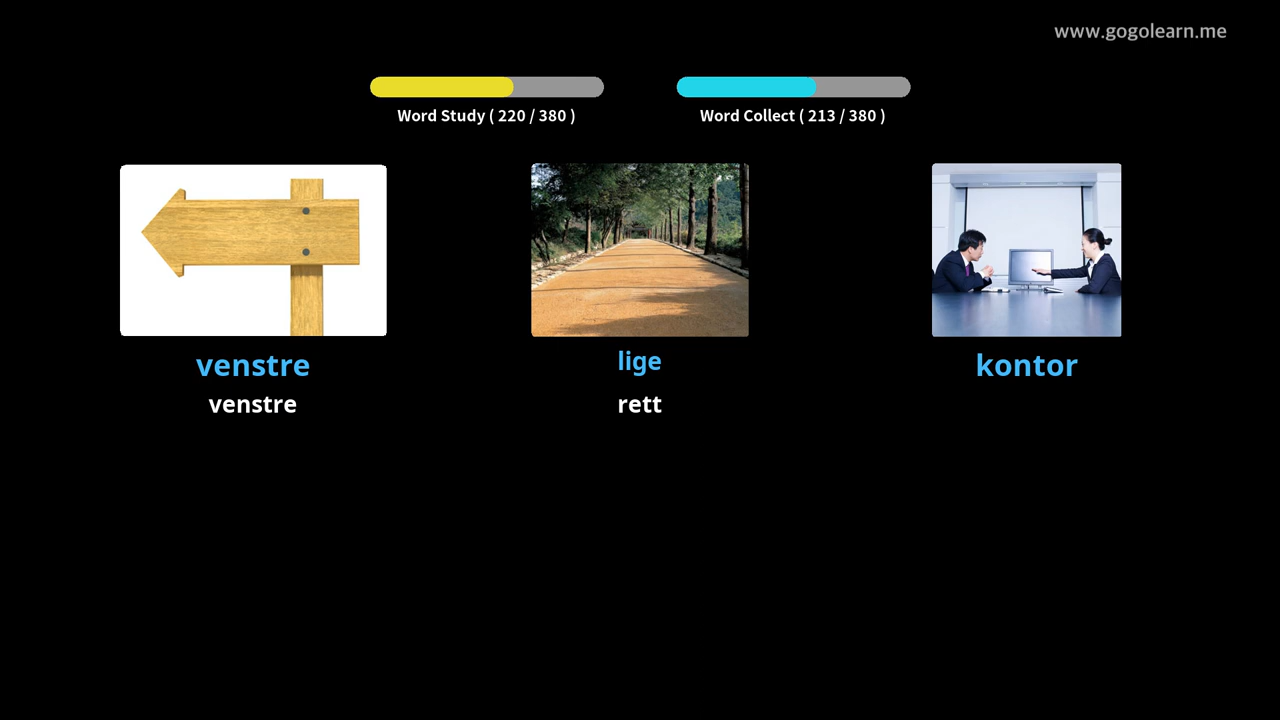 www.gogolearn.me
Word Study ( 220 / 380 )
Word Collect ( 213 / 380 )
venstre
venstre
lige
rett
kontor